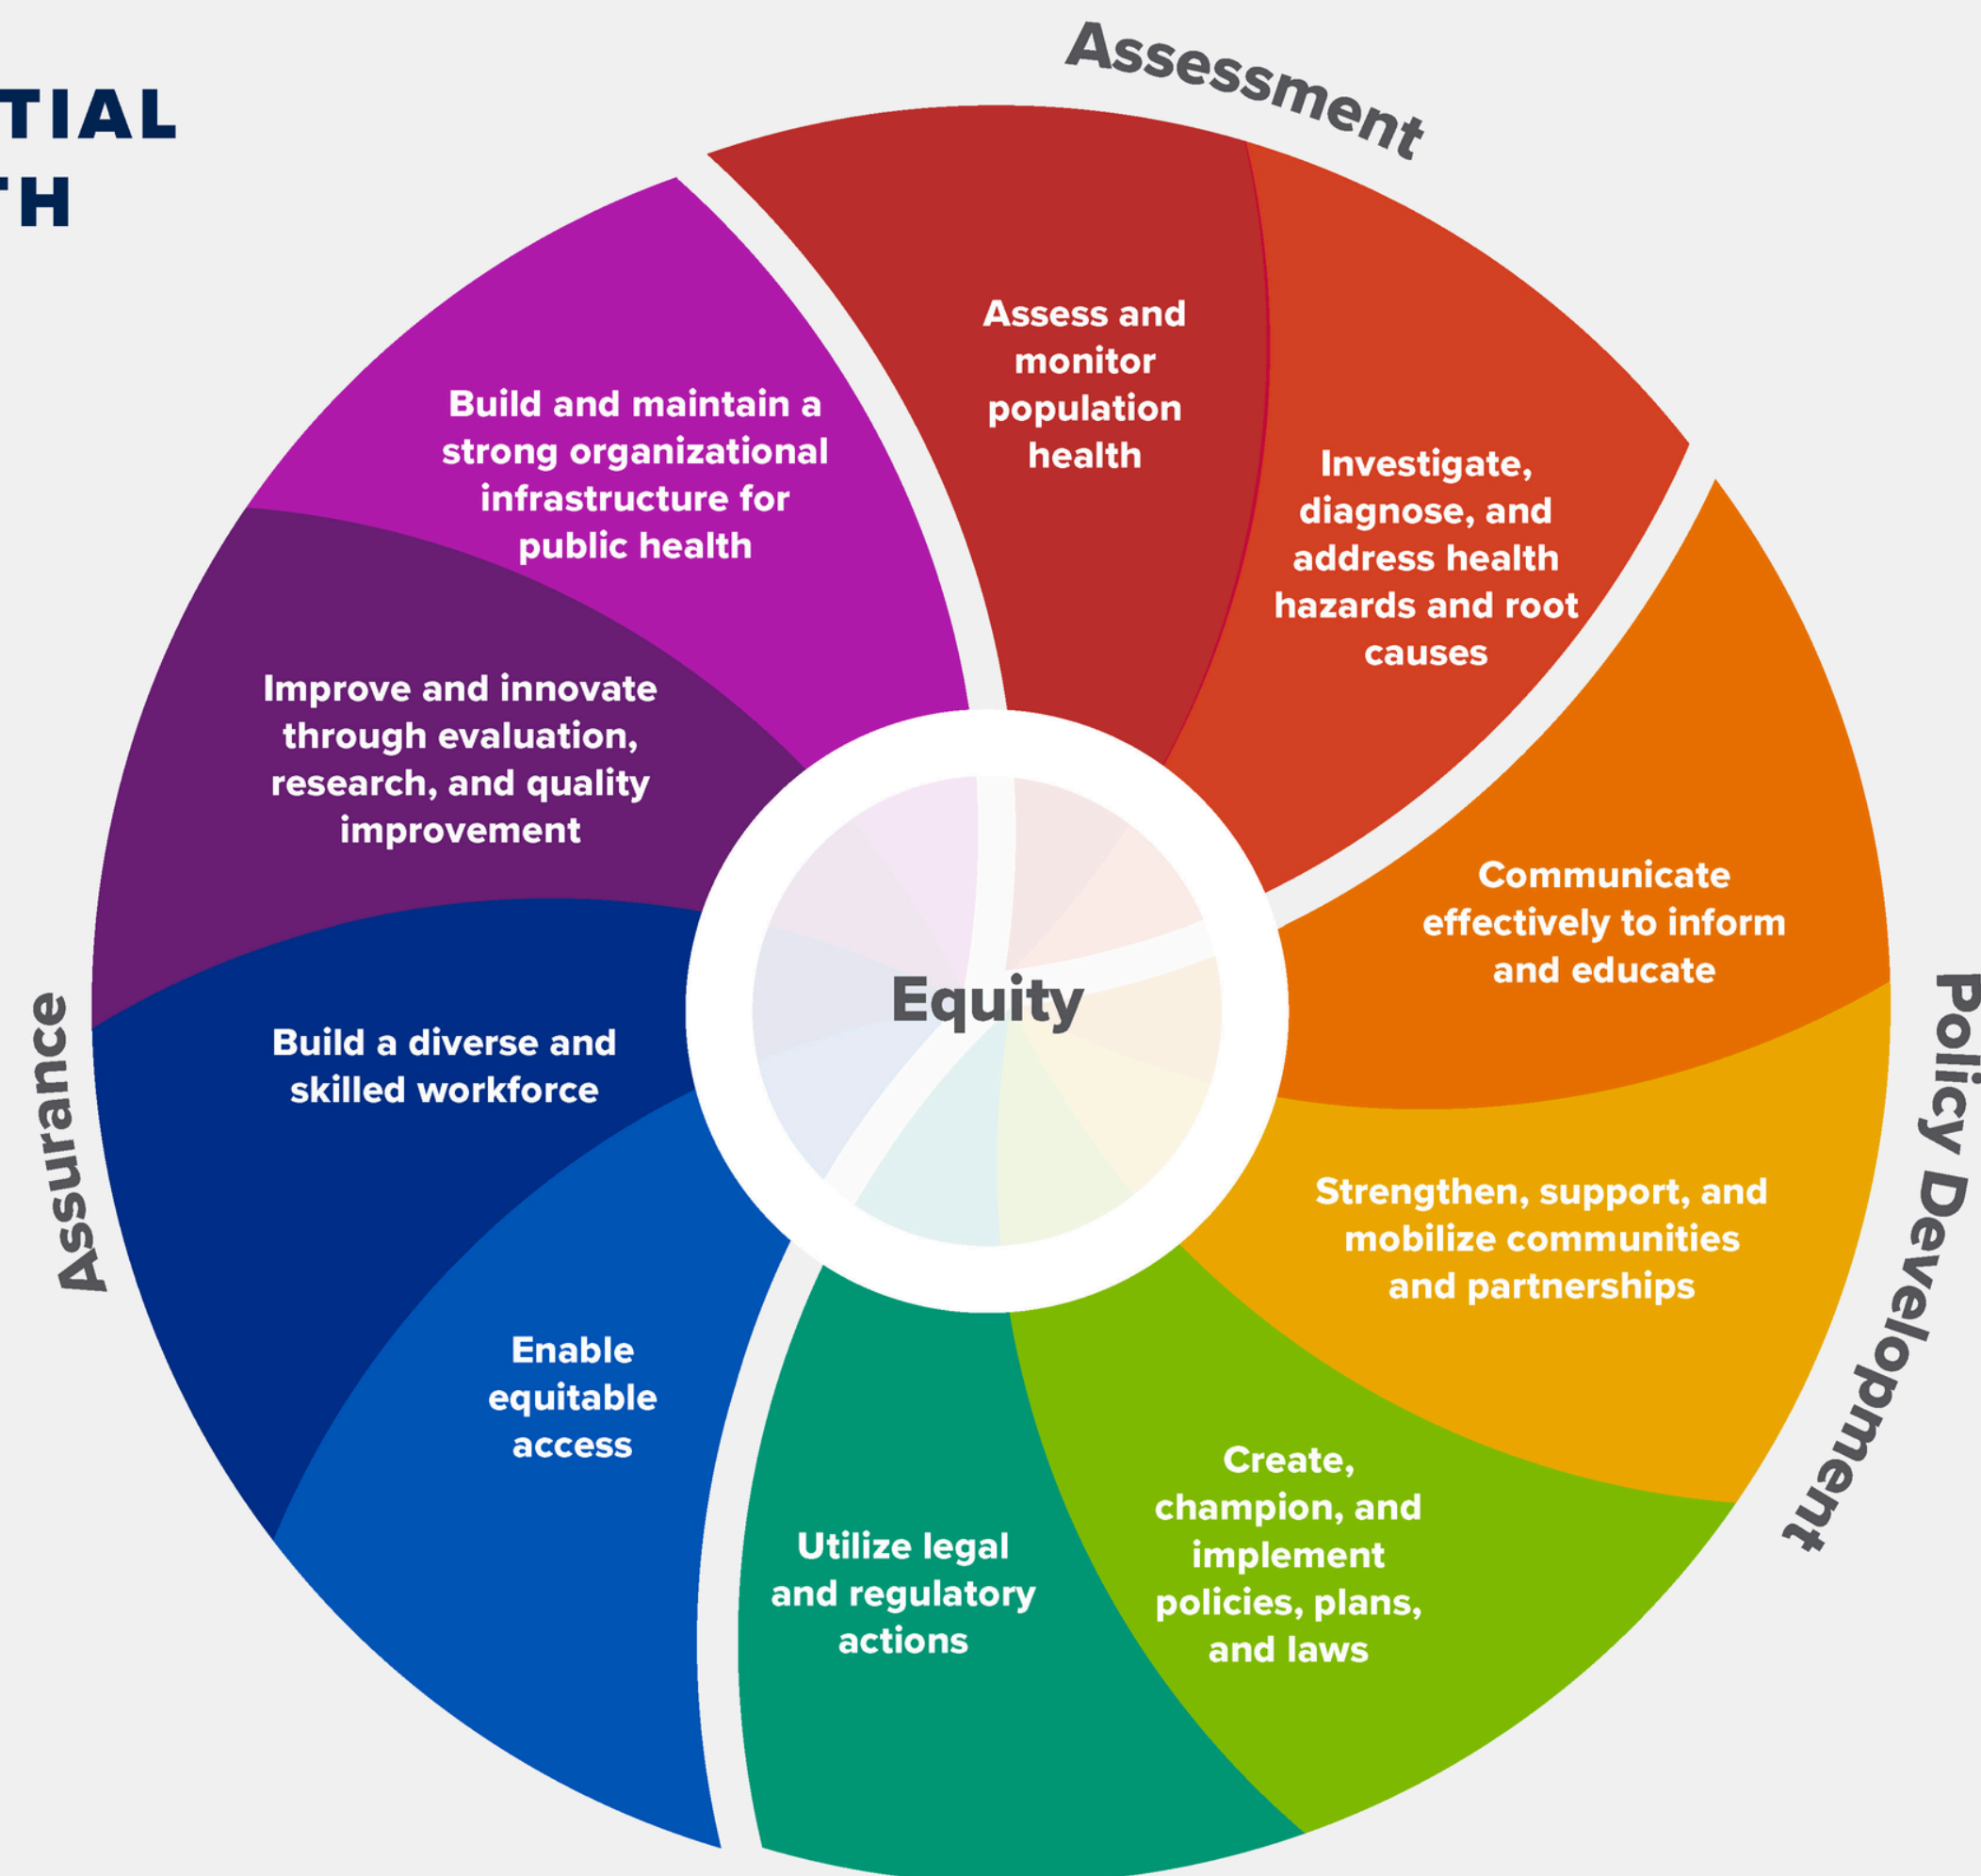 TIAL
TH
Assessment
Assess and
monitor
population
health
Investigate,
diagnose, and
address health
hazards and root
causes
Policy Development
Communicate
effectively to inform
and educate
Strengthen, support, and
mobilize communities
and partnerships
Create,
champion, and
implement
policies, plans,
and laws
Utilize legal
and regulatory
actions
Assurance
Enable
equitable
access
Build a diverse and
skilled workforce
Improve and innovate
through evaluation,
research, and quality
improvement
Build and maintain a
strong organizational
infrastructure for
public health
Equity